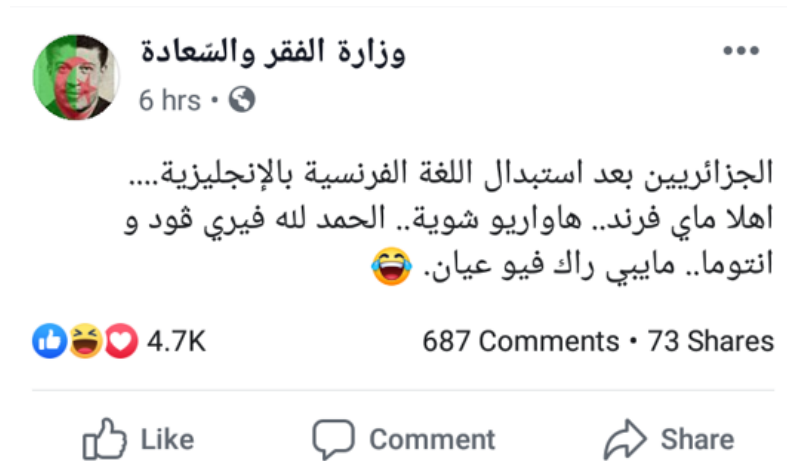 وزارة الفقر والسّعادة
6 hrs •
الجزائريين بعد استبدال اللغة الفرنسية بالإنجليزية....
اهلا ماي فرند.. هاواريو شوية.. الحمد لله فيري ڨود و
انتوما.. مايبي راك فيو عيان. 😂
4.7K 687 Comments • 73 Shares
Like Comment Share